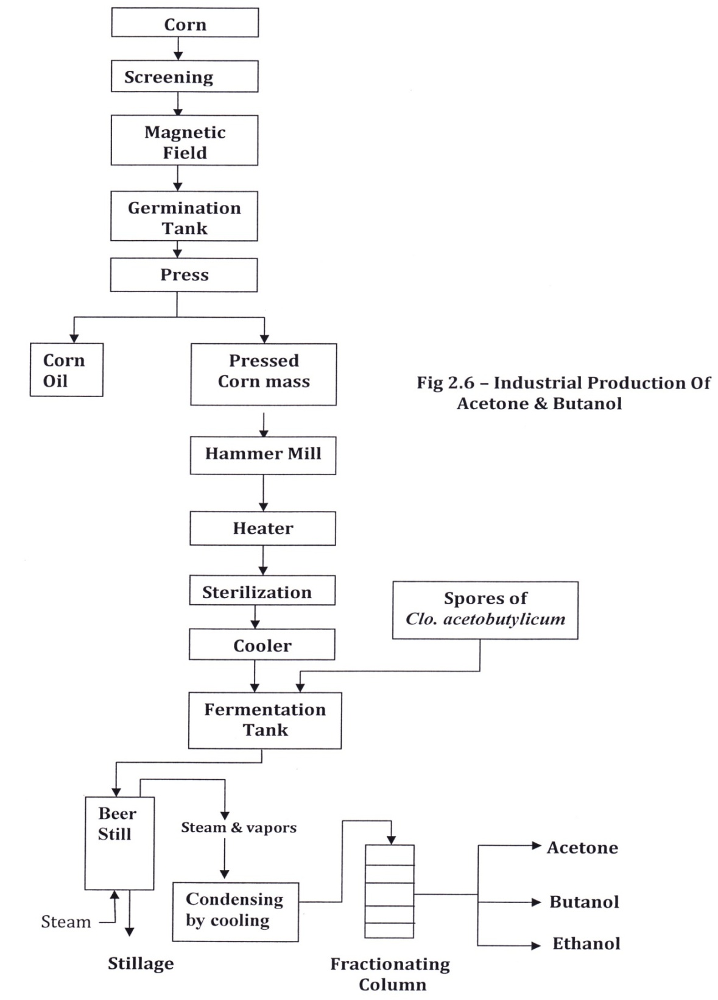 Corn
Screening
Magnetic
Field
Germination
Tank
Press
Corn
Oil
Pressed
Corn mass
Fig 2.6 – Industrial Production Of
Acetone & Butanol
Hammer Mill
Heater
Sterilization
Spores of
Clo. acetobutylicum
Cooler
Fermentation
Tank
Beer
Still
Steam & vapors
Acetone
Condensing
by cooling
Butanol
Steam
Ethanol
Stillage
Fractionating
Column